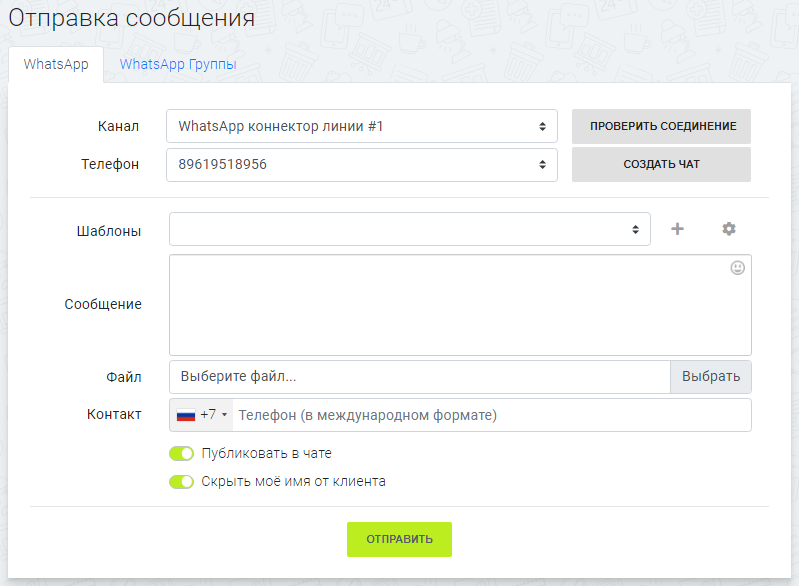 Отправка сообщения
WhatsApp WhatsApp Группы
Канал WhatsApp коннектор линии #1 ПРОВЕРИТЬ СОЕДИНЕНИЕ
Телефон 89619518956 СОЗДАТЬ ЧАТ
Шаблоны
Сообщение
Файл Выберите файл... Выбрать
Контакт +7 Телефон (в международном формате)
Публиковать в чате
Скрыть моё имя от клиента
ОТПРАВИТЬ